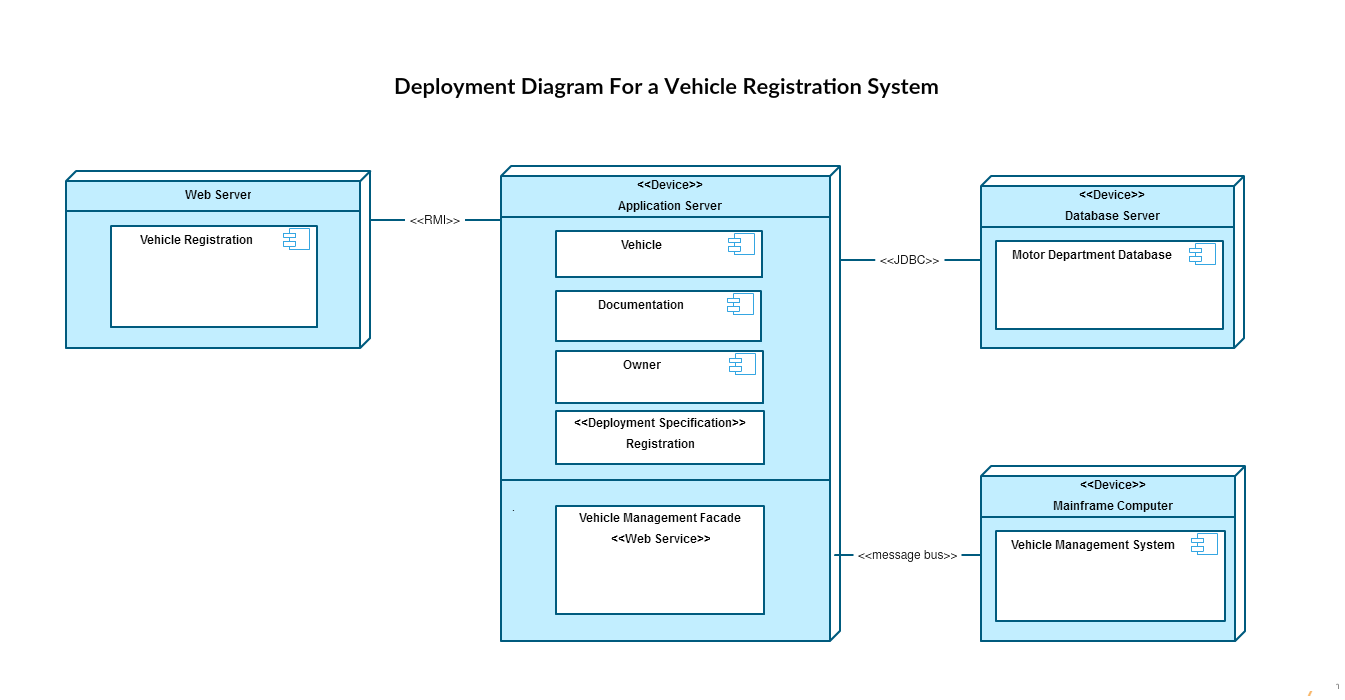 Deployment Diagram For a Vehicle Registration System
Web Server
Vehicle Registration
<<RMI>>
<<Device>>
Application Server
Vehicle
Documentation
Owner
<<Deployment Specification>>
Registration
Vehicle Management Facade
<<Web Service>>
<<JDBC>>
<<Device>>
Database Server
Motor Department Database
<<message bus>>
<<Device>>
Mainframe Computer
Vehicle Management System